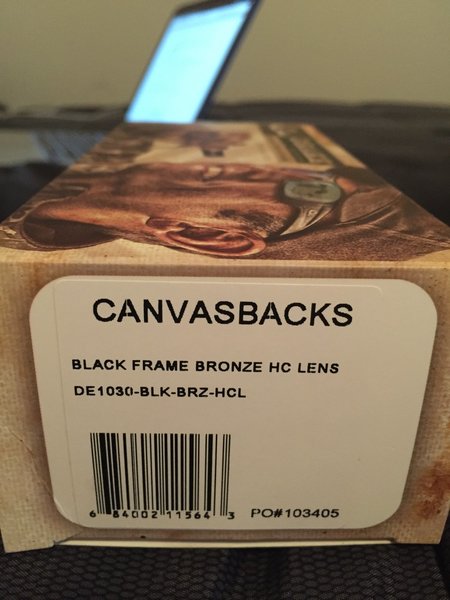 CANVASBACKS
BLACK FRAME BRONZE HC LENS
DE1030-BLK-BRZ-HCL
6 84002 11564 3 PO#103405